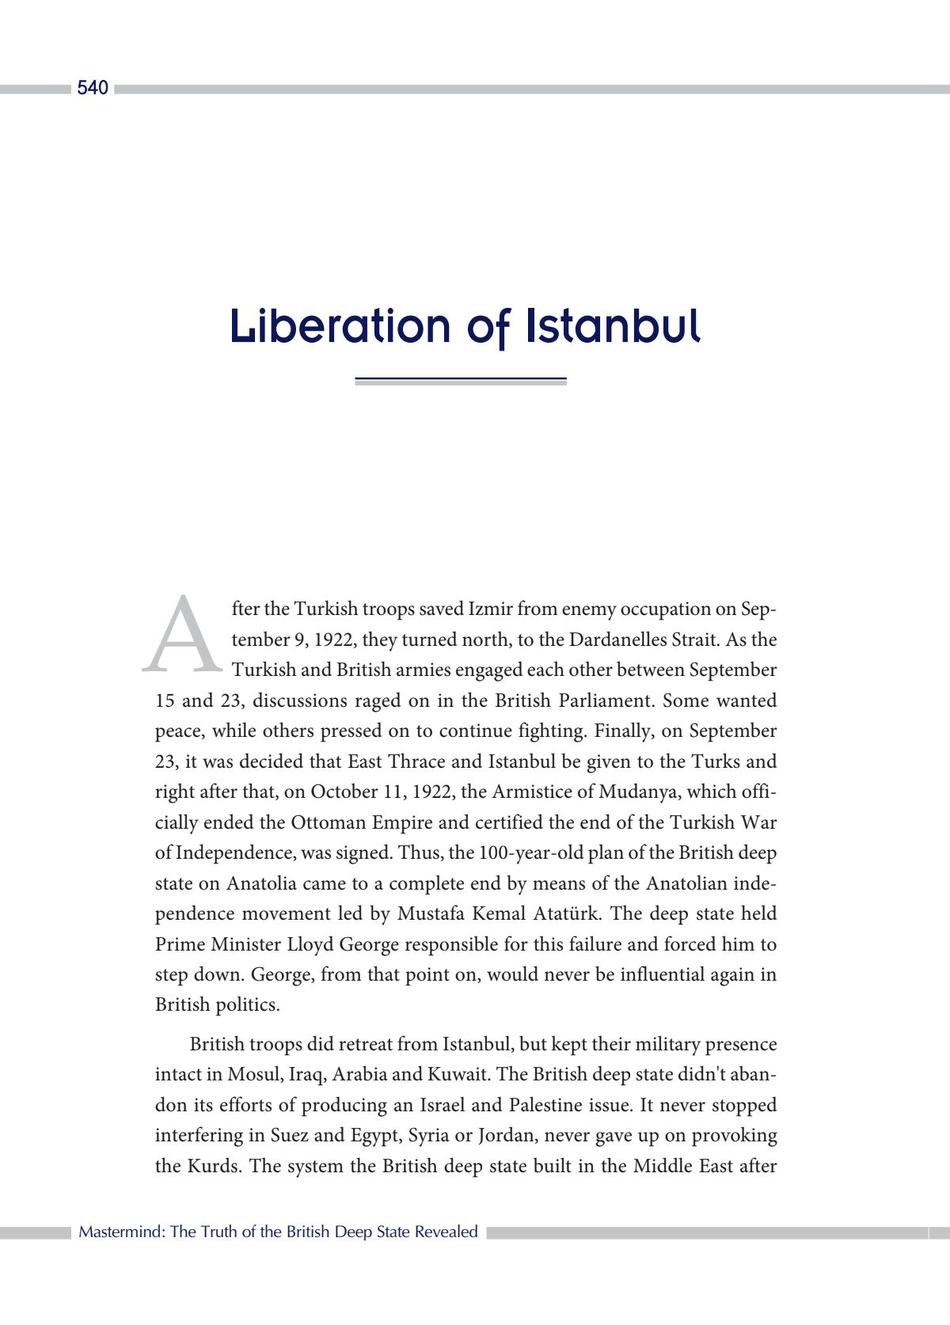 540
Liberation of Istanbul
After the Turkish troops saved Izmir from enemy occupation on Sep-
tember 9, 1922, they turned north, to the Dardanelles Strait. As the
Turkish and British armies engaged each other between September
15 and 23, discussions raged on in the British Parliament. Some wanted
peace, while others pressed on to continue fighting. Finally, on September
23, it was decided that East Thrace and Istanbul be given to the Turks and
right after that, on October 11, 1922, the Armistice of Mudanya, which offi-
cially ended the Ottoman Empire and certified the end of the Turkish War
of Independence, was signed. Thus, the 100-year-old plan of the British deep
state on Anatolia came to a complete end by means of the Anatolian inde-
pendence movement led by Mustafa Kemal Atatürk. The deep state held
Prime Minister Lloyd George responsible for this failure and forced him to
step down. George, from that point on, would never be influential again in
British politics.
British troops did retreat from Istanbul, but kept their military presence
intact in Mosul, Iraq, Arabia and Kuwait. The British deep state didn't aban-
don its efforts of producing an Israel and Palestine issue. It never stopped
interfering in Suez and Egypt, Syria or Jordan, never gave up on provoking
the Kurds. The system the British deep state built in the Middle East after
Mastermind: The Truth of the British Deep State Revealed